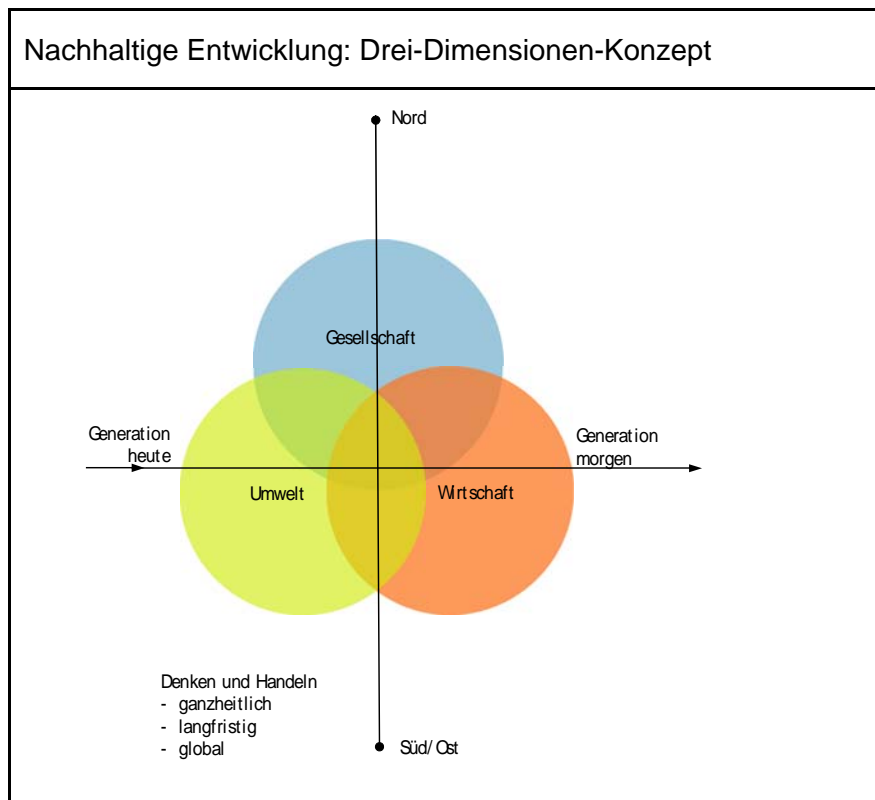 Nachhaltige Entwicklung: Drei-Dimensionen-Konzept
Nord
Gesellschaft
Generation
heute
Generation
morgen
Umwelt
Wirtschaft
Denken und Handeln
- ganzheitlich
- langfristig
- global
Süd/Ost